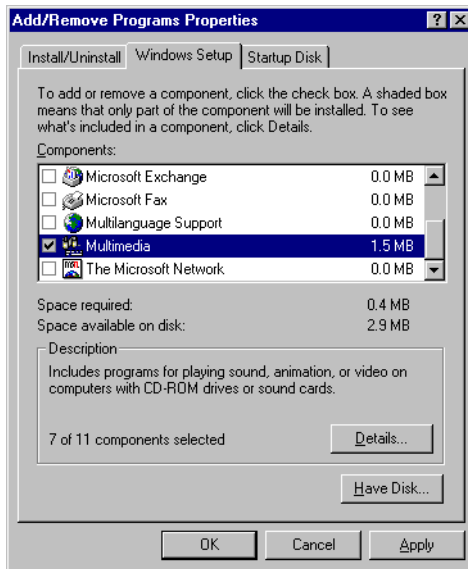 Add/Remove Programs Properties
Install/Uninstall Windows Setup Startup Disk
To add or remove a component, click the check box. A shaded box
means that only part of the component will be installed. To see
what's included in a component, click Details.
Components:
Microsoft Exchange 0.0 MB
Microsoft Fax 0.0 MB
Multilanguage Support 0.0 MB
Multimedia 1.5 MB
The Microsoft Network 0.0 MB
Space required: 0.4 MB
Space available on disk: 2.9 MB
Description
Includes programs for playing sound, animation, or video on
computers with CD-ROM drives or sound cards.
7 of 11 components selected Details...
Have Disk...
OK Cancel Apply